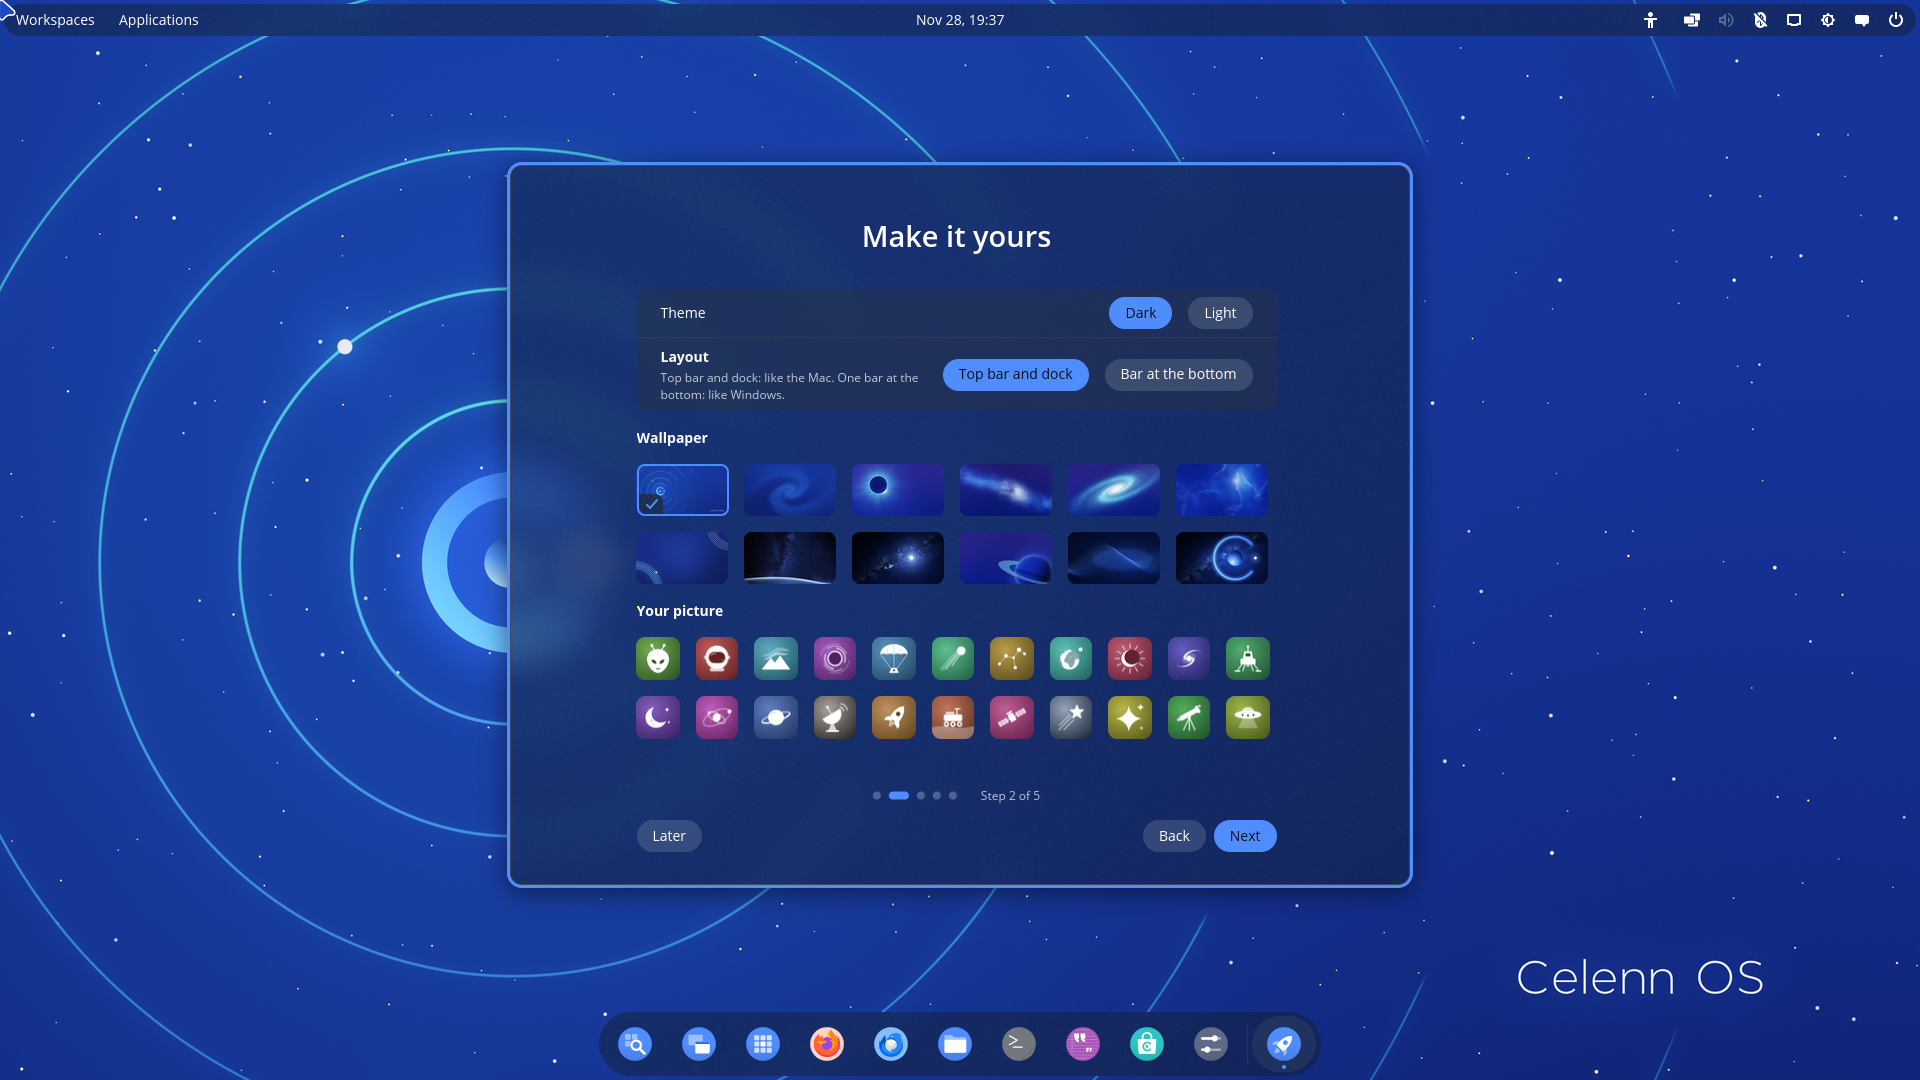 Workspaces Applications Nov 28, 19:37
Make it yours
Theme Dark Light
Layout
Top bar and dock: like the Mac. One bar at the
bottom: like Windows.
Top bar and dock Bar at the bottom
Wallpaper
Your picture
Step 2 of 5
Later Back Next
Celenn OS